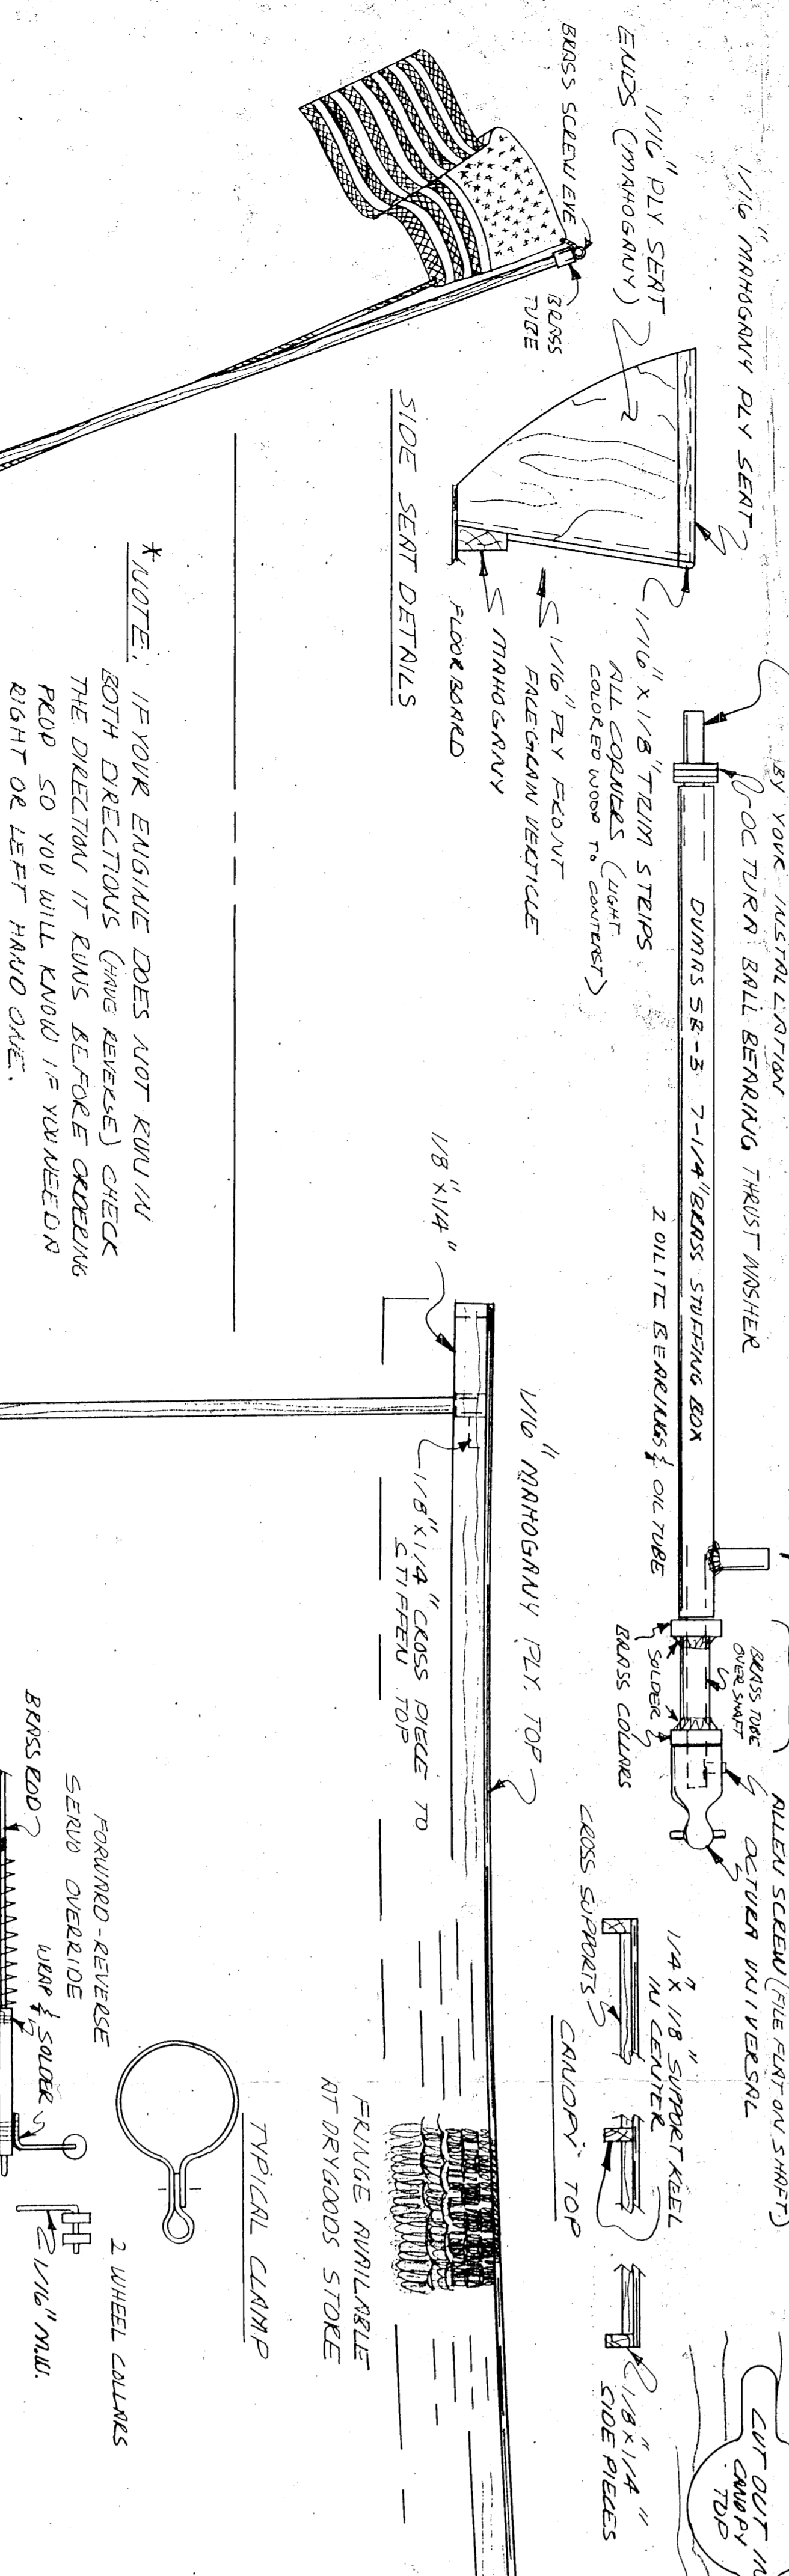 1/16" MAHOGANY PLY SEAT
1/16" PLY SEAT
ENDS (MAHOGANY)
BRASS SCREW EYE
BRASS
TUBE
SIDE SEAT DETAILS
1/16" X 1/8" TRIM STRIPS
ALL CORNERS (LIGHT
COLORED WOOD TO CONTRAST)
1/16" PLY FRONT
FACEGRAIN VERTICLE
MAHOGANY
FLOORBOARD
BY YOUR INSTALLATION
OCTURA BALL BEARING THRUST WASHER
DUMAS SB-3 7-1/4" BRASS STUFFING BOX
2 OILITE BEARINGS & OIL TUBE
BRASS TUBE
OVER SHAFT
SOLDER
BRASS COLLARS
ALLEN SCREW (FILE FLAT ON SHAFT)
OCTURA UNIVERSAL
*NOTE: IF YOUR ENGINE DOES NOT RUN IN
BOTH DIRECTIONS (HAVE REVERSE) CHECK
THE DIRECTION IT RUNS BEFORE ORDERING
PROP SO YOU WILL KNOW IF YOU NEED A
RIGHT OR LEFT HAND ONE.
1/8" X 1/4"
1/16" MAHOGANY PLY. TOP
1/8" X 1/4" CROSS PIECE TO
STIFFEN TOP
1/4 X 1/8" SUPPORT KEEL
IN CENTER
CROSS SUPPORTS
CANOPY TOP
1/8 X 1/4"
SIDE PIECES
CUT OUT IN
CANOPY
TOP
FRINGE AVAILABLE
AT DRYGOODS STORE
TYPICAL CLAMP
FORWARD-REVERSE
SERVO OVERRIDE
BRASS ROD
WRAP & SOLDER
2 WHEEL COLLARS
1/16" M.W.